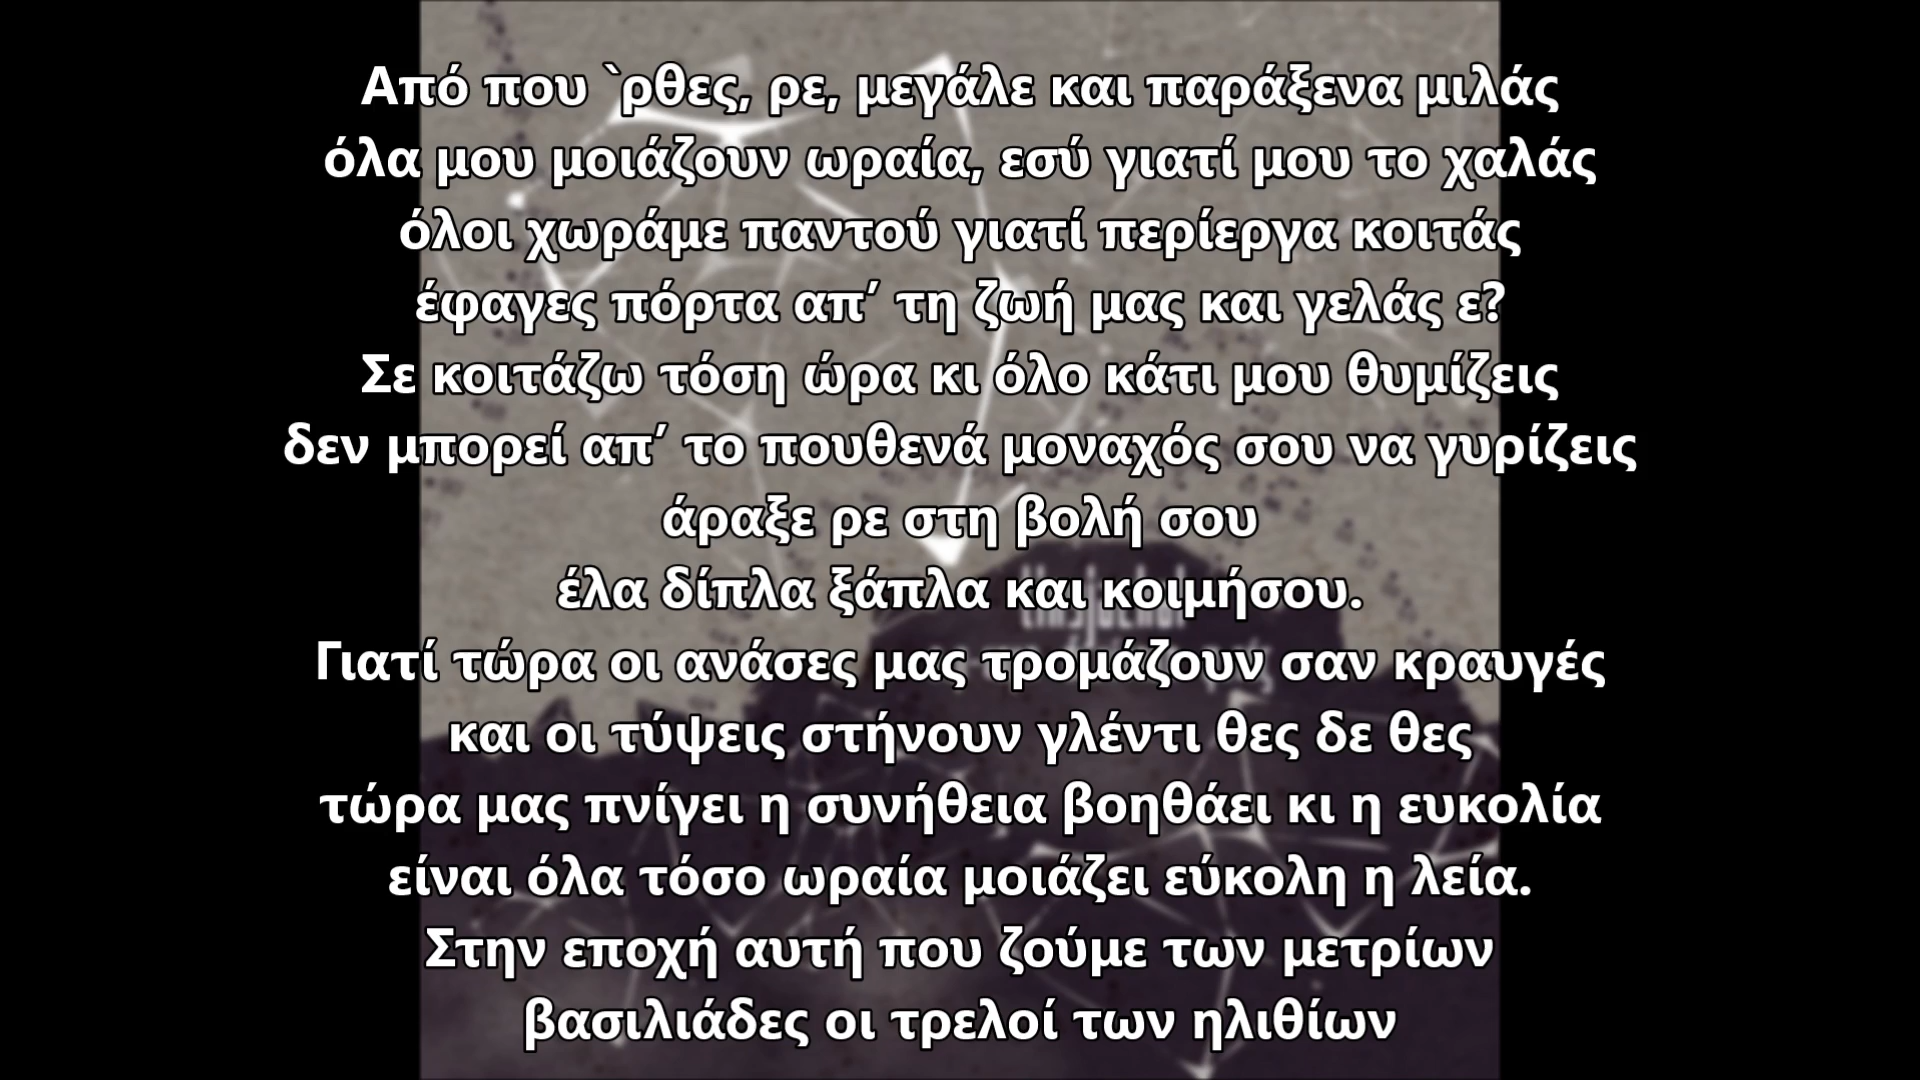 Από που `ρθες, ρε, μεγάλε και παράξενα μιλάς
όλα μου μοιάζουν ωραία, εσύ γιατί μου το χαλάς
όλοι χωράμε παντού γιατί περίεργα κοιτάς
έφαγες πόρτα απ’ τη ζωή μας και γελάς ε?
Σε κοιτάζω τόση ώρα κι όλο κάτι μου θυμίζεις
δεν μπορεί απ’ το πουθενά μοναχός σου να γυρίζεις
άραξε ρε στη βολή σου
έλα δίπλα ξάπλα και κοιμήσου.
Γιατί τώρα οι ανάσες μας τρομάζουν σαν κραυγές
και οι τύψεις στήνουν γλέντι θες δε θες
τώρα μας πνίγει η συνήθεια βοηθάει κι η ευκολία
είναι όλα τόσο ωραία μοιάζει εύκολη η λεία.
Στην εποχή αυτή που ζούμε των μετρίων
βασιλιάδες οι τρελοί των ηλιθίων